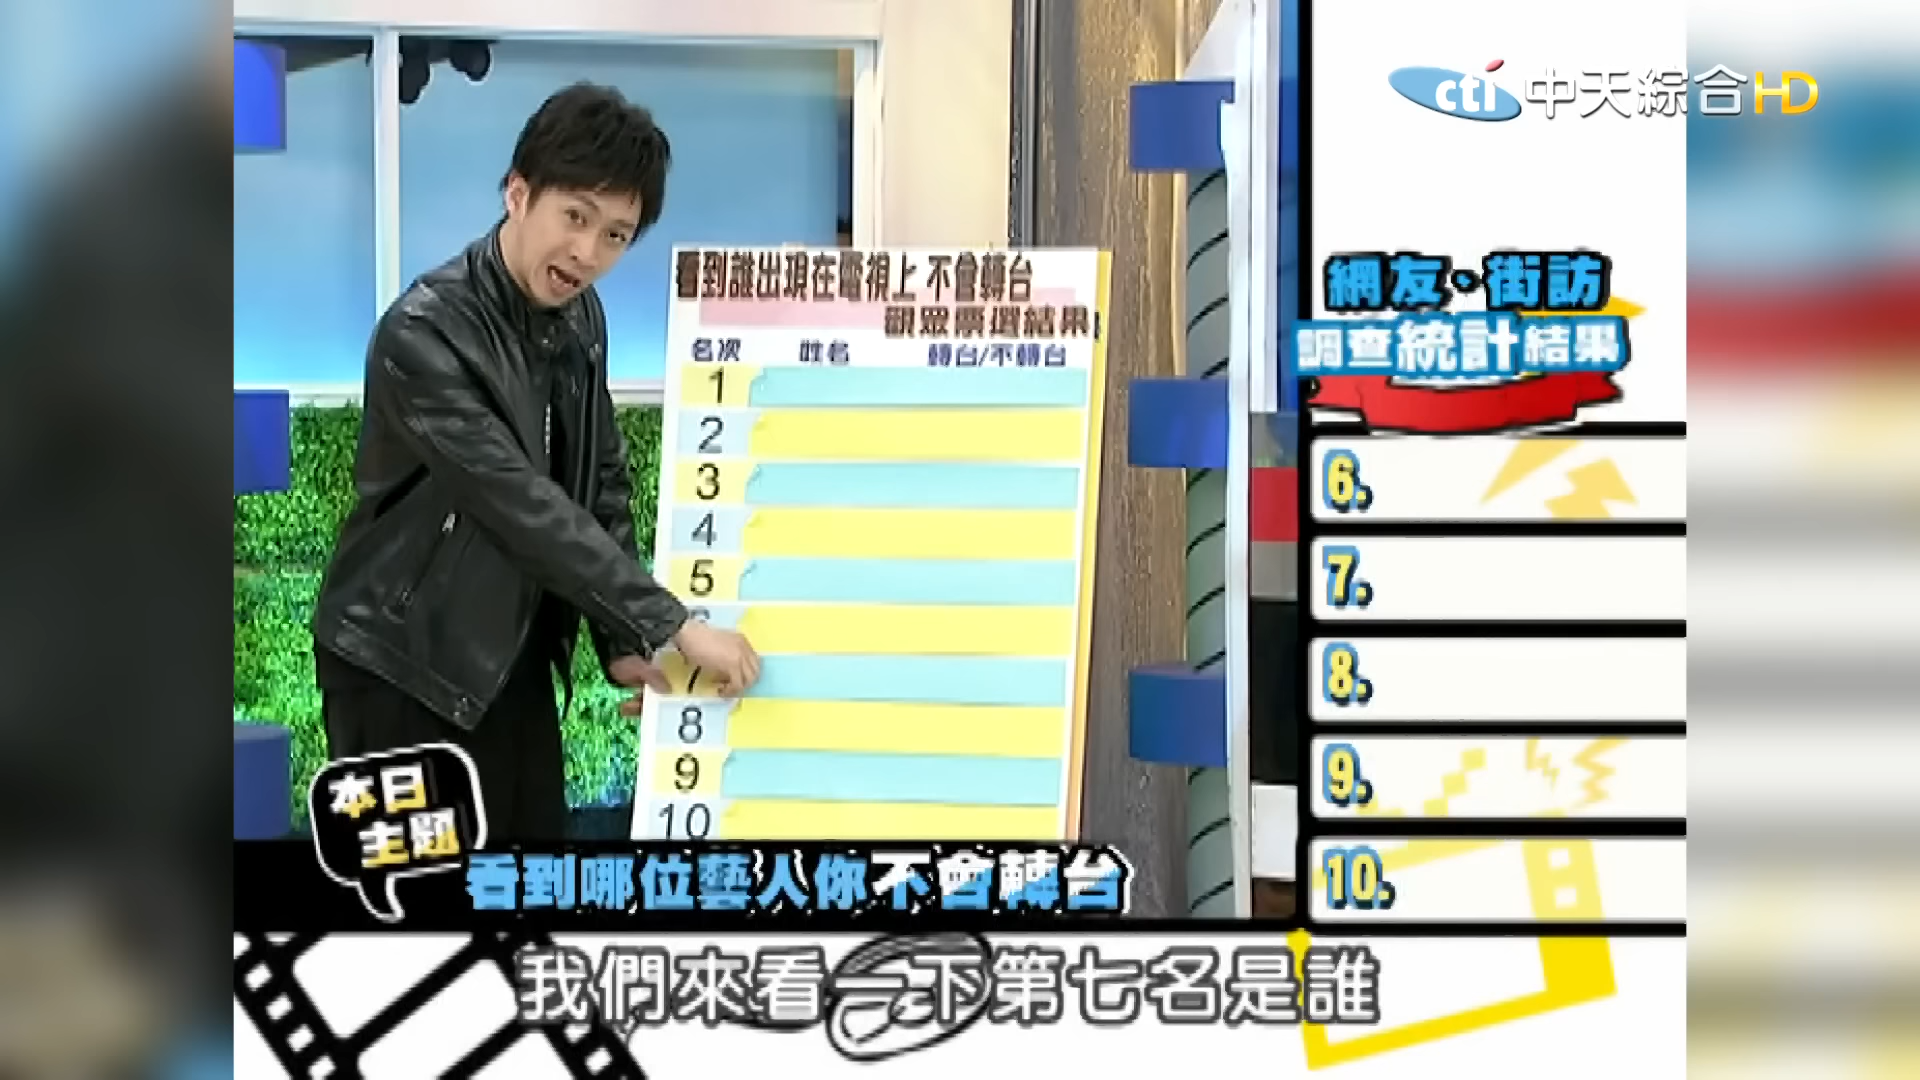 cti 中天綜合HD
看到誰出現在電視上 不會轉台
觀眾票選結果
名次 姓名 轉台/不轉台
1
2
3
4
5
7
8
9
10
網友、街訪
調查統計結果
6.
7.
8.
9.
10.
本日
主題
看到哪位藝人你不會轉台
我們來看一下第七名是誰